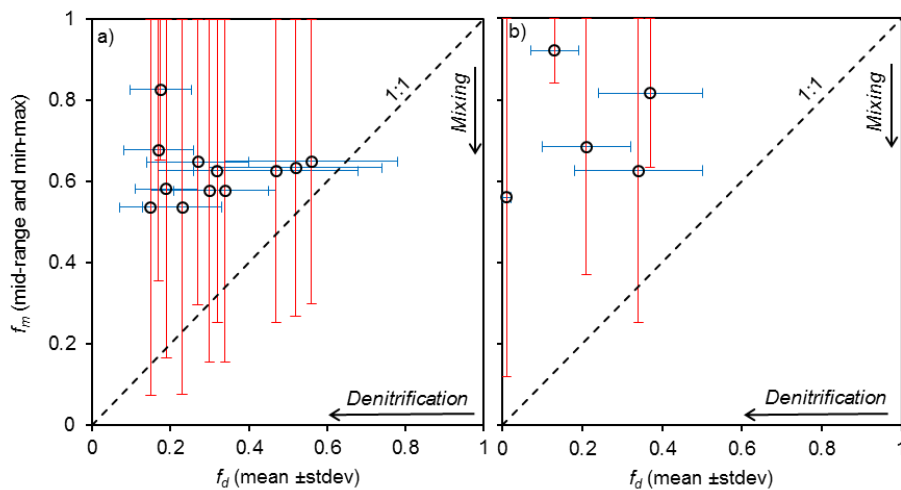 a)
b)
1
0.8
0.6
0.4
0.2
0
f_m (mid-range and min-max)
1:1
Mixing
Denitrification
0 0.2 0.4 0.6 0.8 1
f_d (mean ±stdev)
1:1
Mixing
Denitrification
0 0.2 0.4 0.6 0.8 1
f_d (mean ±stdev)